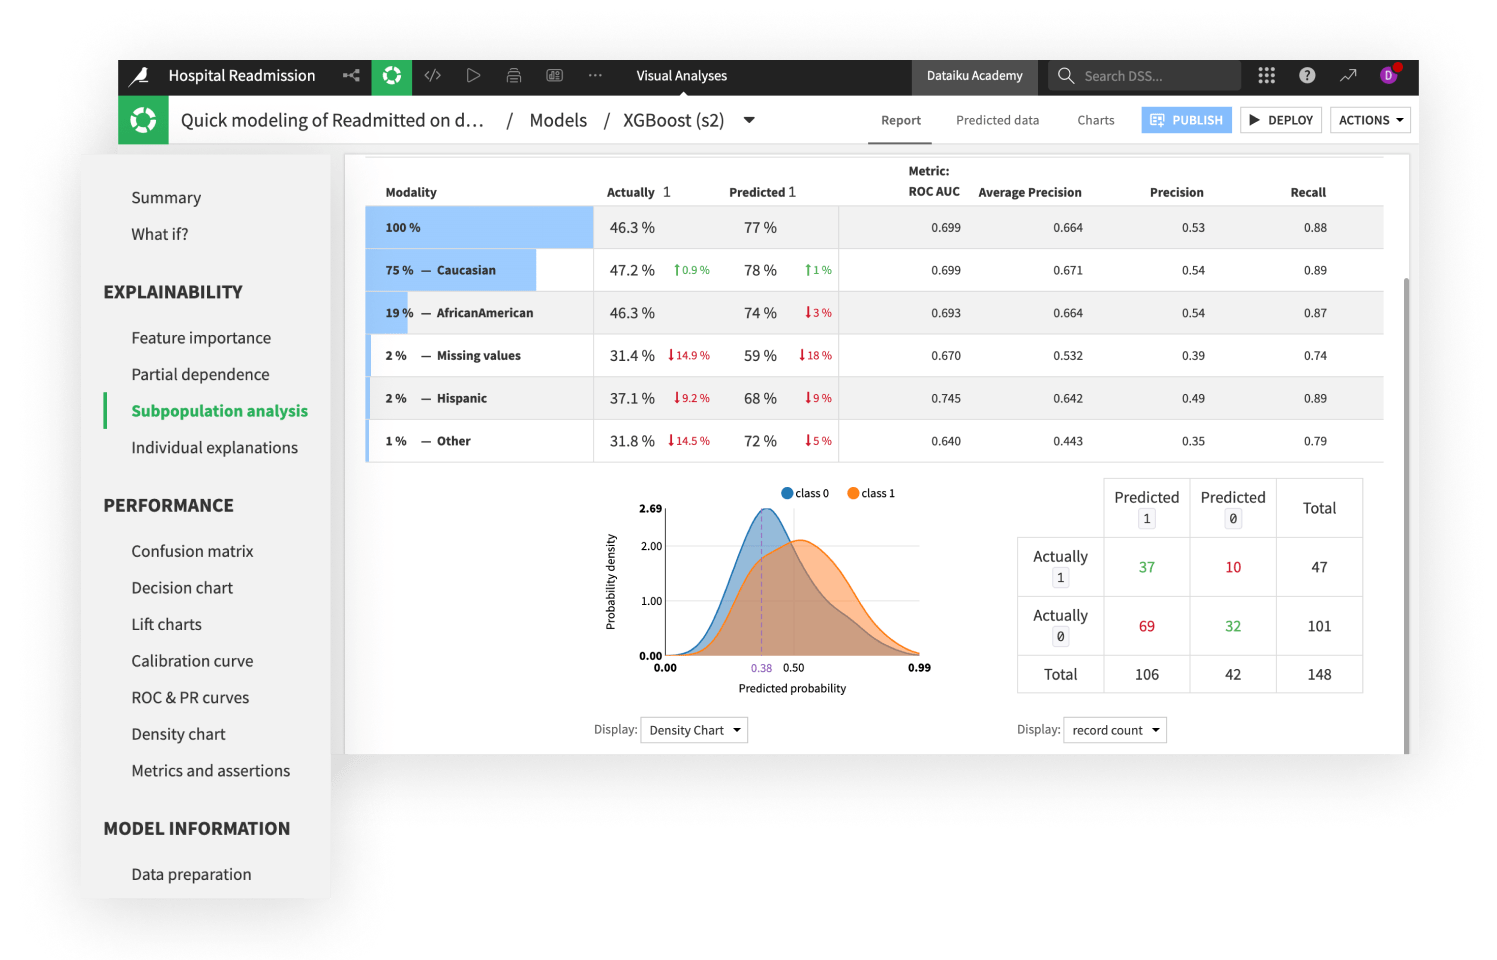 Hospital Readmission
Visual Analyses
Dataiku Academy
Search DSS...
?
D
Quick modeling of Readmitted on d... / Models / XGBoost (s2)
Report
Predicted data
Charts
PUBLISH
DEPLOY
ACTIONS
Summary
What if?
EXPLAINABILITY
Feature importance
Partial dependence
Subpopulation analysis
Individual explanations
PERFORMANCE
Confusion matrix
Decision chart
Lift charts
Calibration curve
ROC & PR curves
Density chart
Metrics and assertions
MODEL INFORMATION
Data preparation
Metric:
Modality Actually 1 Predicted 1 ROC AUC Average Precision Precision Recall
100 % 46.3 % 77 % 0.699 0.664 0.53 0.88
75 % — Caucasian 47.2 % ↑0.9 % 78 % ↑1 % 0.699 0.671 0.54 0.89
19 % — AfricanAmerican 46.3 % 74 % ↓3 % 0.693 0.664 0.54 0.87
2 % — Missing values 31.4 % ↓14.9 % 59 % ↓18 % 0.670 0.532 0.39 0.74
2 % — Hispanic 37.1 % ↓9.2 % 68 % ↓9 % 0.745 0.642 0.49 0.89
1 % — Other 31.8 % ↓14.5 % 72 % ↓5 % 0.640 0.443 0.35 0.79
class 0 class 1
2.69
2.00
1.00
0.00
Probability density
0.00 0.38 0.50 0.99
Predicted probability
Display: Density Chart
Predicted Predicted Total
1 0
Actually
1
37 10 47
Actually
0
69 32 101
Total 106 42 148
Display: record count